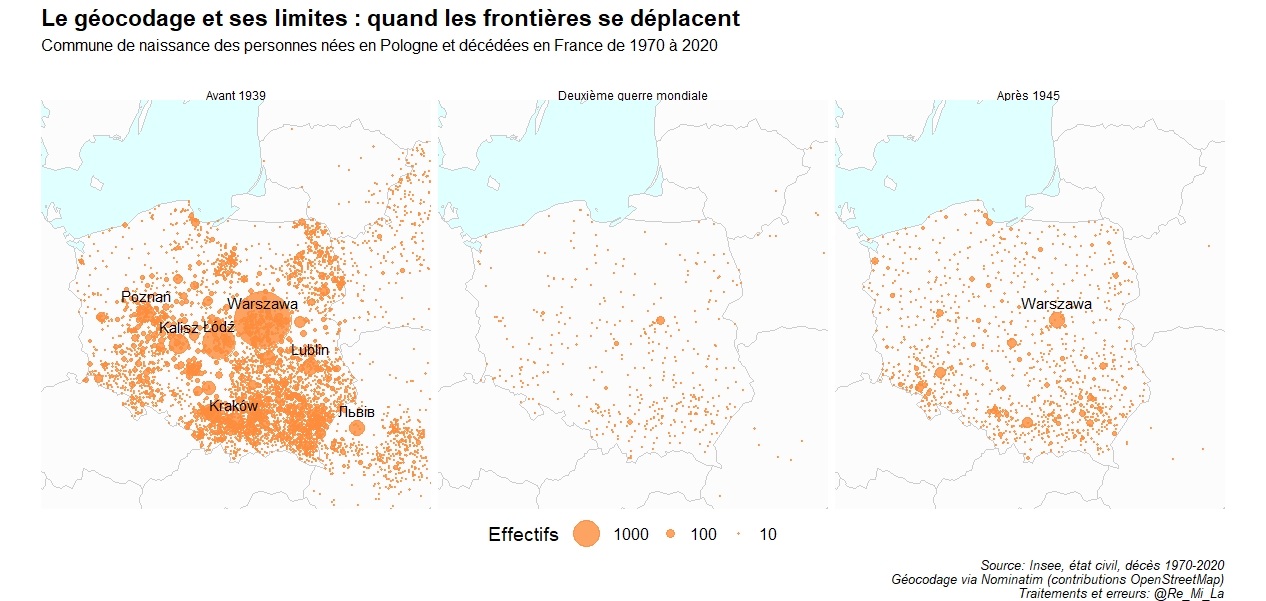 Le géocodage et ses limites : quand les frontières se déplacent
Commune de naissance des personnes nées en Pologne et décédées en France de 1970 à 2020
Avant 1939
Deuxième guerre mondiale
Après 1945
Poznań
Warszawa
Kalisz
Łódź
Lublin
Kraków
Львів
Warszawa
Effectifs
1000
100
10
Source: Insee, état civil, décès 1970-2020
Géocodage via Nominatim (contributions OpenStreetMap)
Traitements et erreurs: @Re_Mi_La